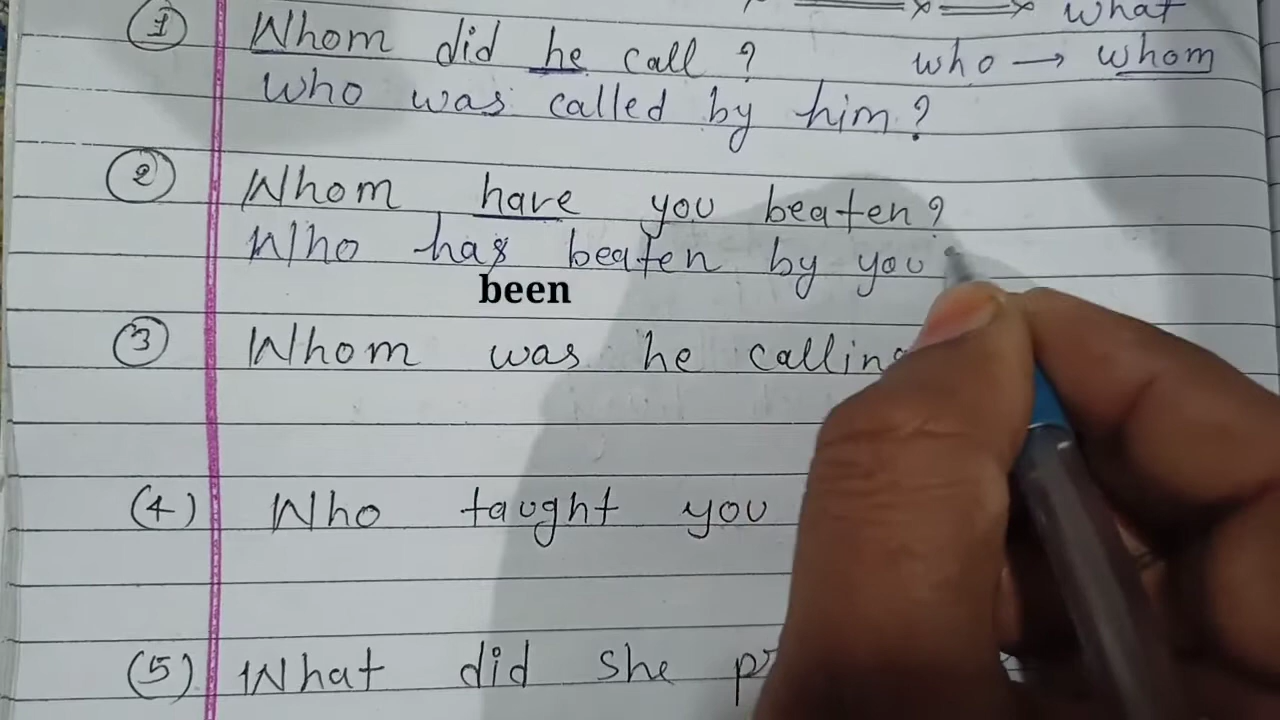 what
① Whom did he call ?
who → whom
Who was called by him ?
② Whom have you beaten ?
Who has beaten by you
been
③ Whom was he calling
(4) Who taught you
(5) What did she